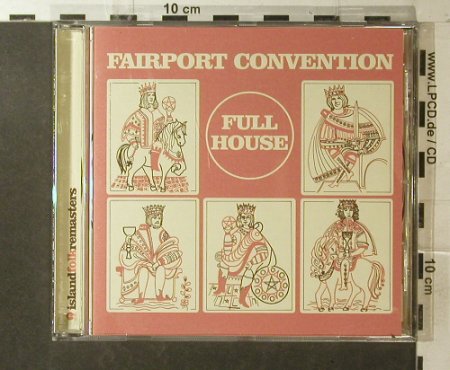 10 cm
FAIRPORT CONVENTION
FULL
HOUSE
islandfolkremasters
www.LPCD.de / CD
10 cm